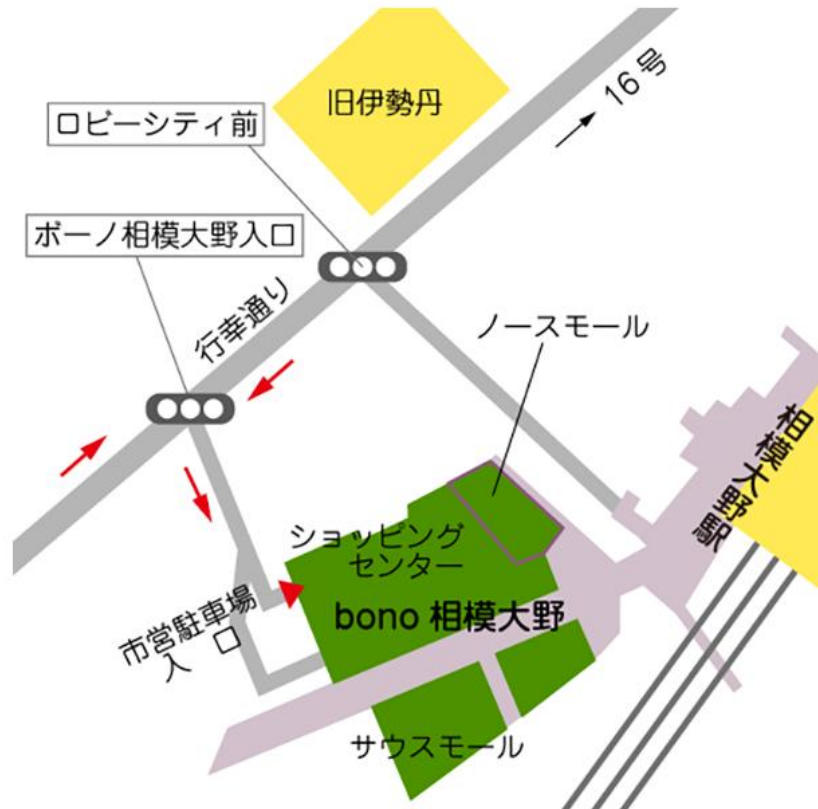 旧伊勢丹
→ 16号
ロビーシティ前
ボーノ相模大野入口
行幸通り
ノースモール
相模大野駅
ショッピング
センター
bono 相模大野
市営駐車場
入 口
サウスモール